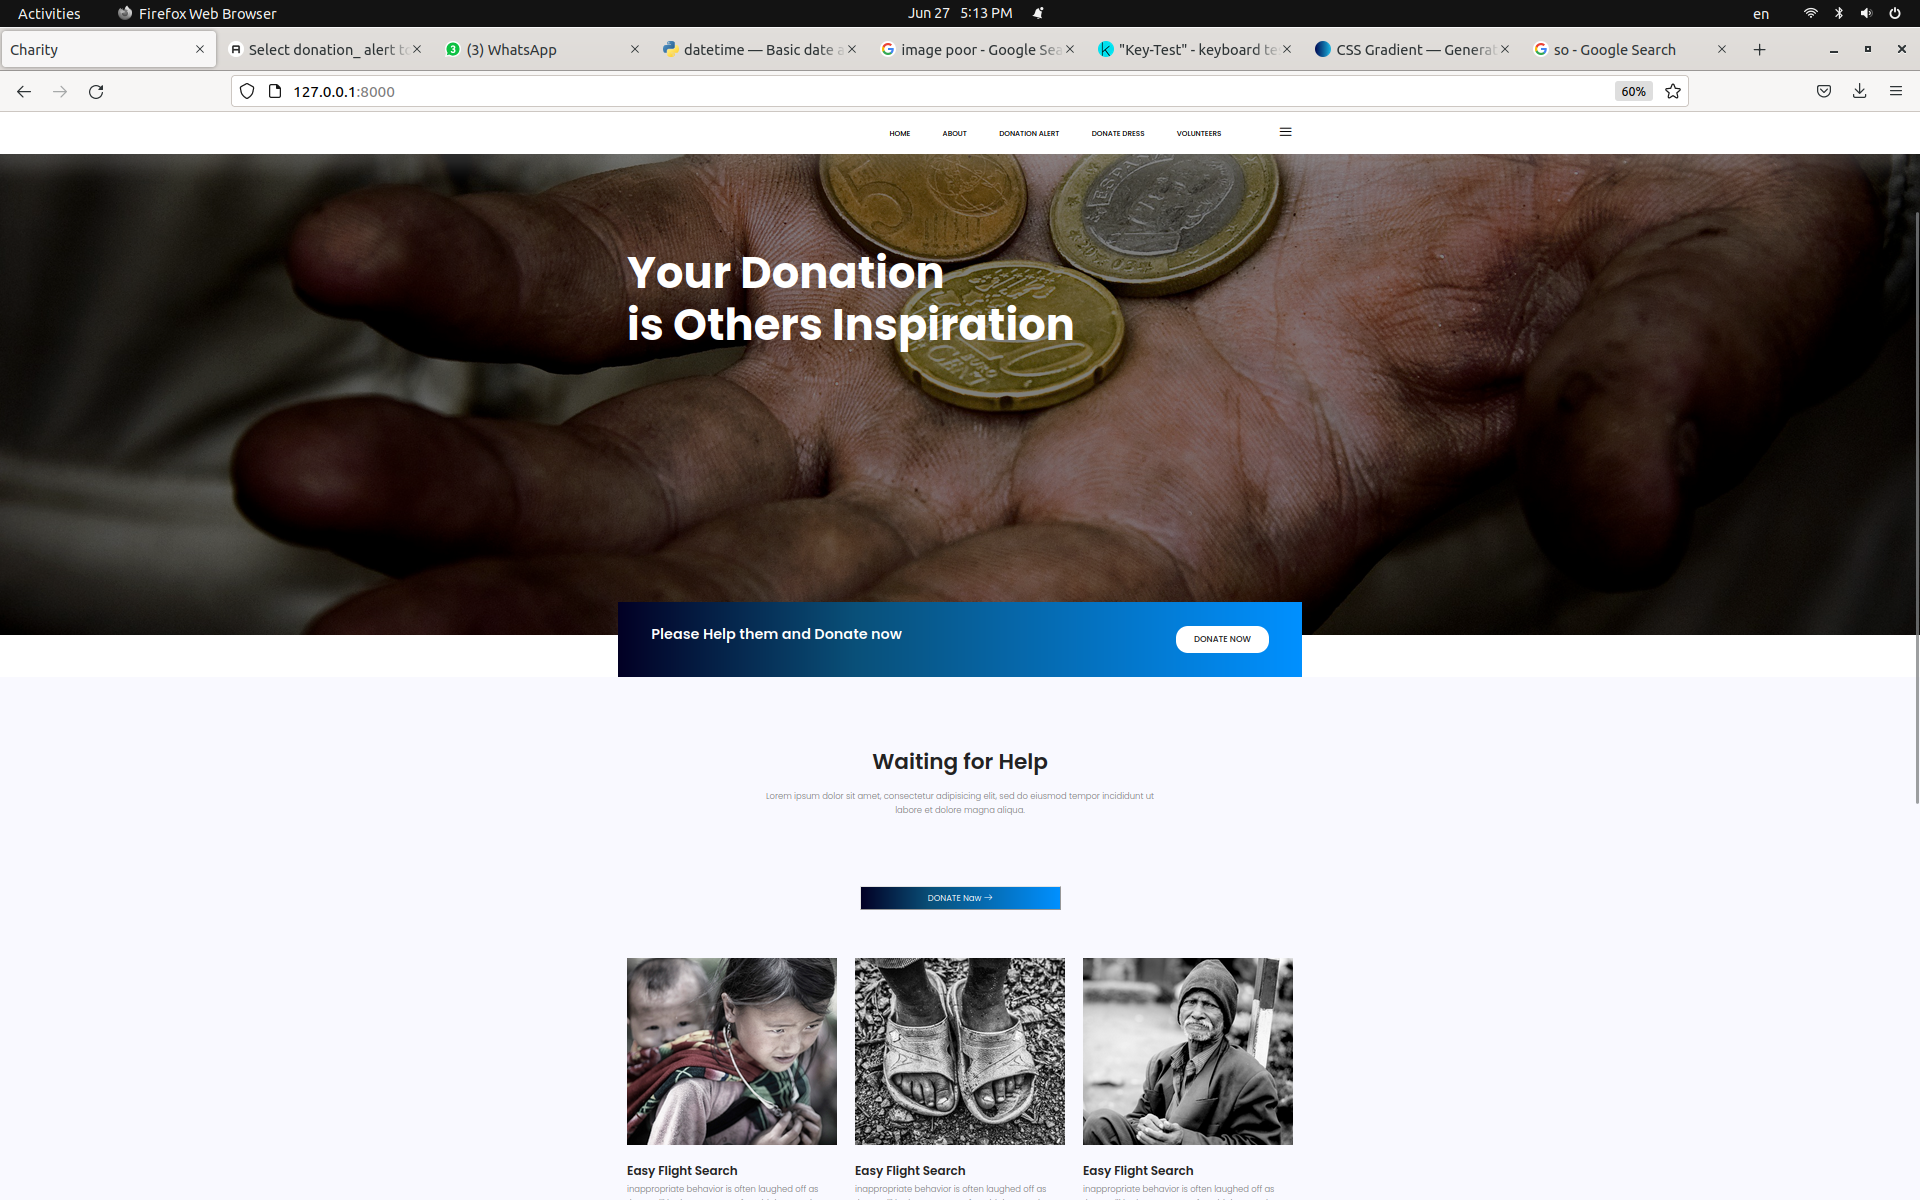 Activities Firefox Web Browser Jun 27 5:13 PM en
Charity Select donation_ alert to (3) WhatsApp datetime — Basic date a image poor - Google Sea "Key-Test" - keyboard te CSS Gradient — Generat so - Google Search
127.0.0.1:8000 60%
HOME ABOUT DONATION ALERT DONATE DRESS VOLUNTEERS
Your Donation
is Others Inspiration
Please Help them and Donate now DONATE NOW
Waiting for Help
Lorem ipsum dolor sit amet, consectetur adipisicing elit, sed do eiusmod tempor incididunt ut
labore et dolore magna aliqua.
DONATE Naw →
Easy Flight Search Easy Flight Search Easy Flight Search
inappropriate behavior is often laughed off as inappropriate behavior is often laughed off as inappropriate behavior is often laughed off as